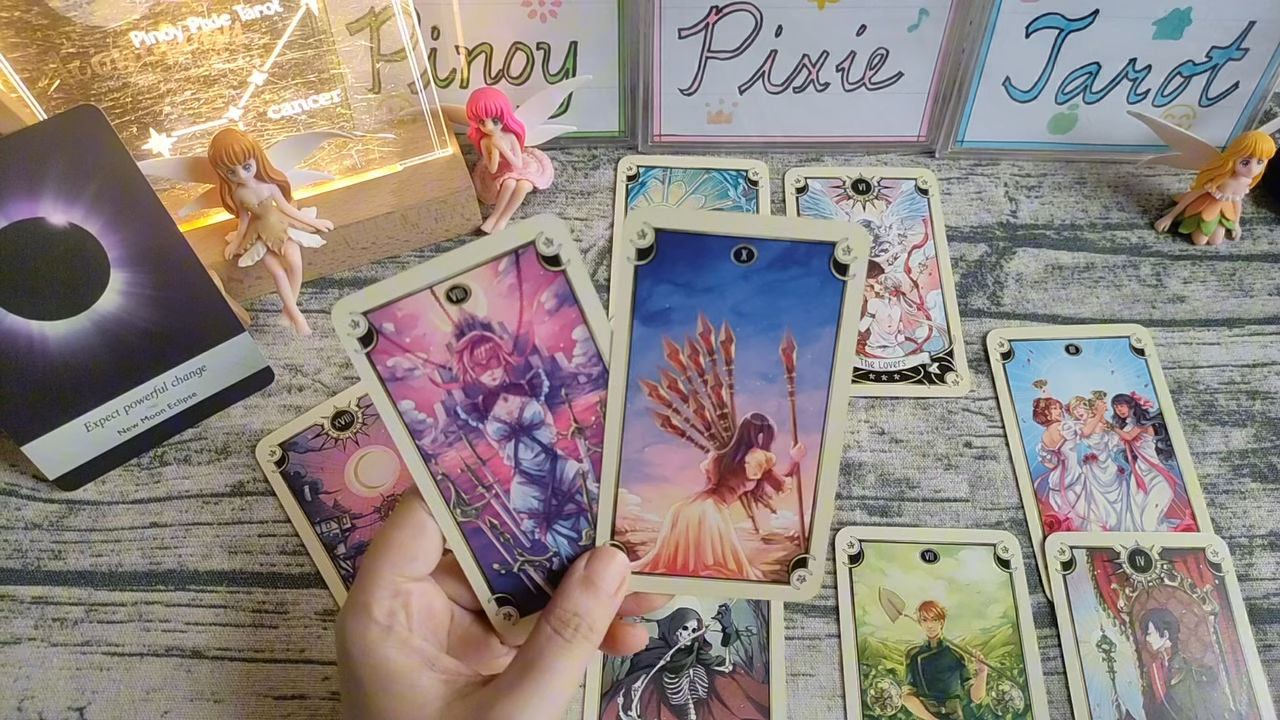 Pinoy Pixie Tarot
cancer
Pinoy
Pixie
Tarot
Expect powerful change
New Moon Eclipse
VI
The Lovers
VIII
X
XVIII
III
VII
IV